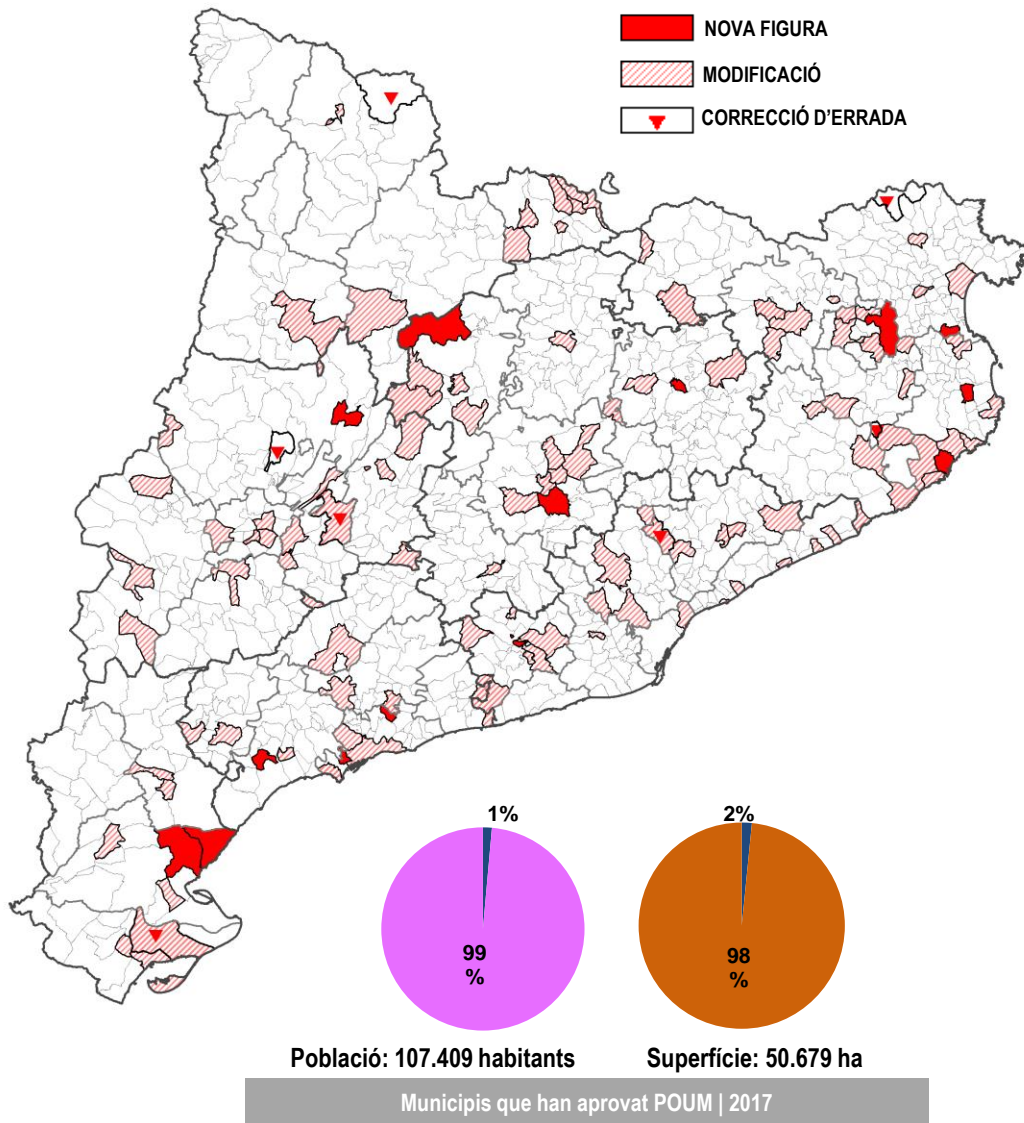 NOVA FIGURA
MODIFICACIÓ
CORRECCIÓ D'ERRADA
1%
99
%
2%
98
%
Població: 107.409 habitants
Superfície: 50.679 ha
Municipis que han aprovat POUM | 2017